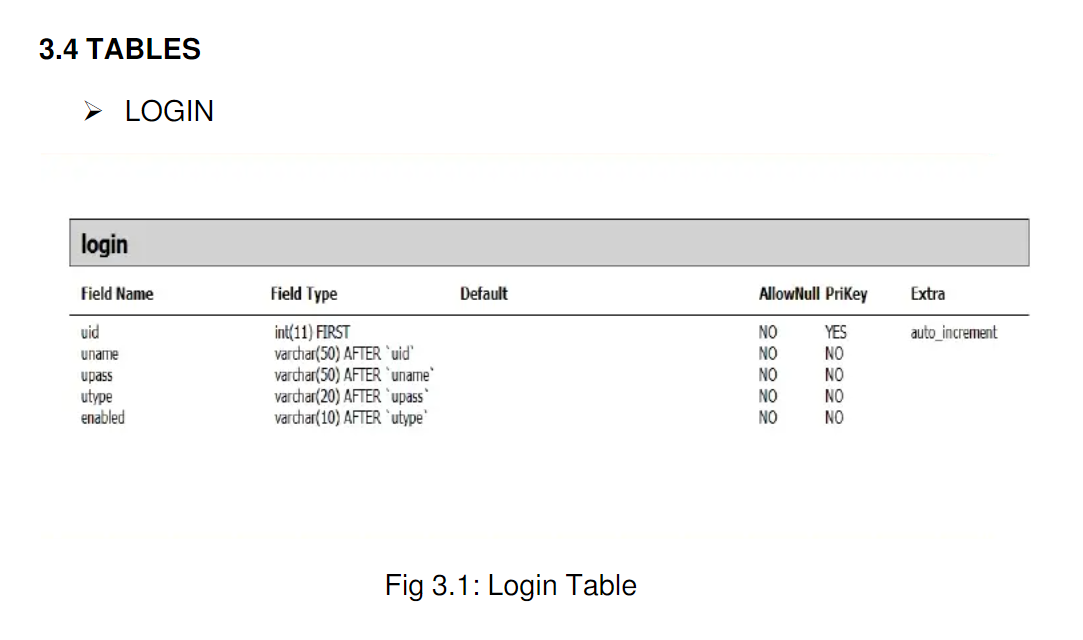 3.4 TABLES
➢ LOGIN
login
Field Name Field Type Default AllowNull PriKey Extra
uid int(11) FIRST NO YES auto_increment
uname varchar(50) AFTER `uid` NO NO
upass varchar(50) AFTER `uname` NO NO
utype varchar(20) AFTER `upass` NO NO
enabled varchar(10) AFTER `utype` NO NO
Fig 3.1: Login Table